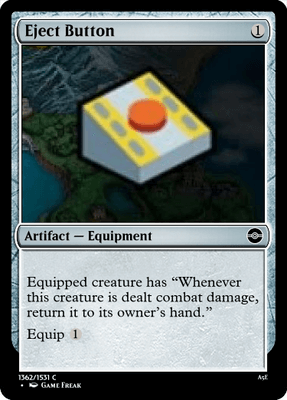 Eject Button 1
Artifact — Equipment
Equipped creature has “Whenever
this creature is dealt combat damage,
return it to its owner’s hand.”
Equip 1
1362/1531 C AsE
• Game Freak